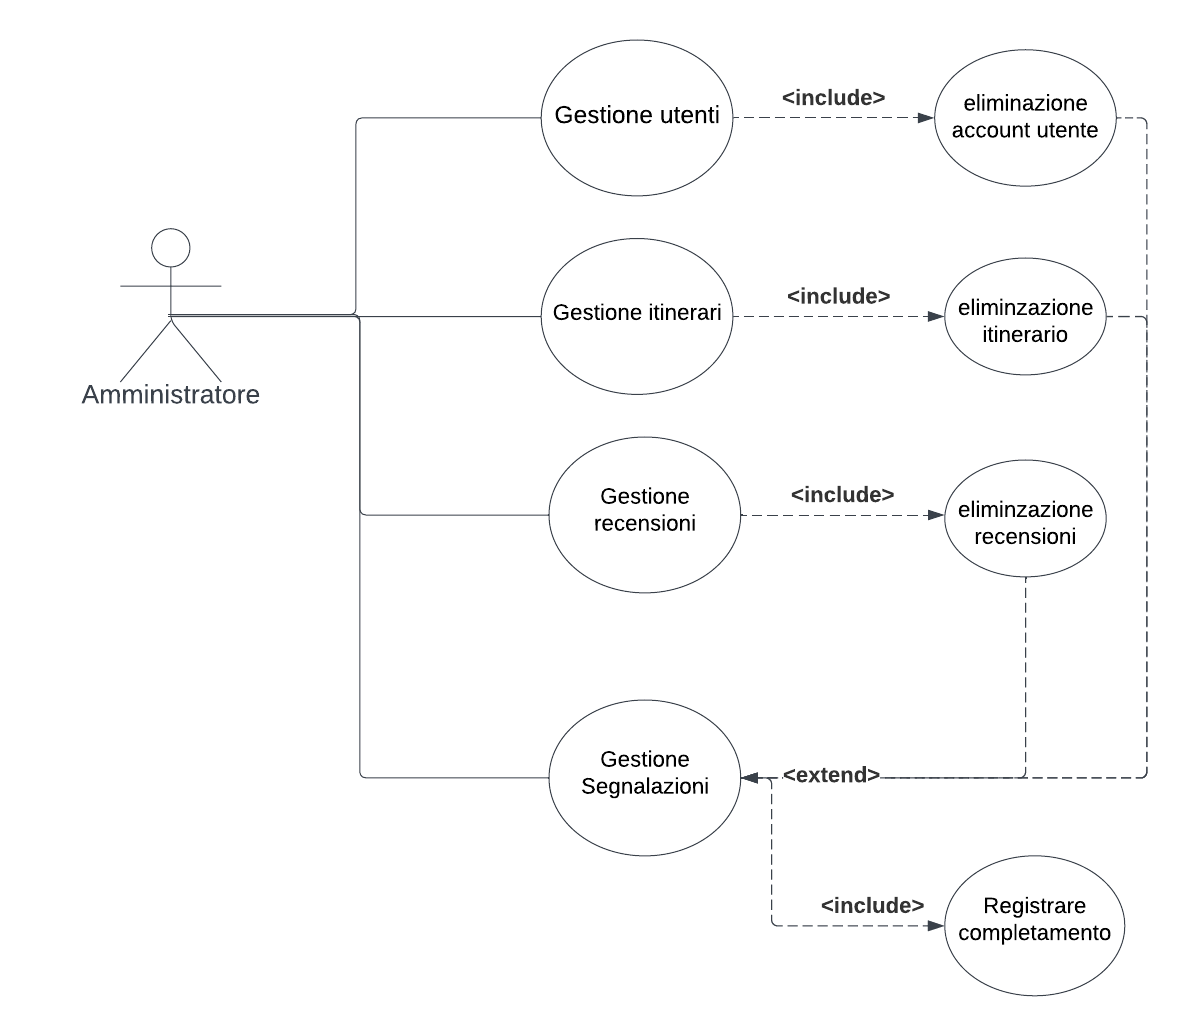 Gestione utenti
<include>
eliminazione
account utente
Amministratore
Gestione itinerari
<include>
eliminzazione
itinerario
Gestione
recensioni
<include>
eliminzazione
recensioni
Gestione
Segnalazioni
<extend>
<include>
Registrare
completamento